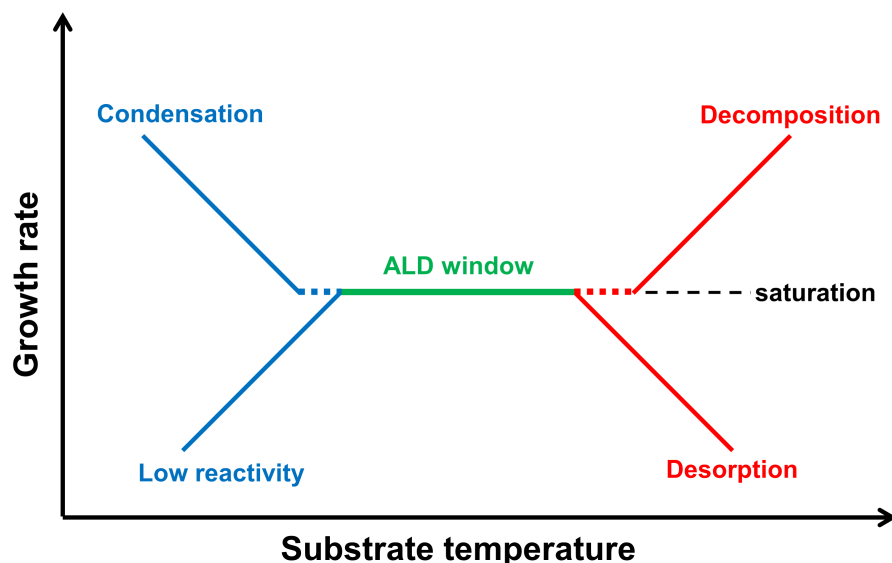 Condensation
Decomposition
ALD window
saturation
Growth rate
Low reactivity
Desorption
Substrate temperature